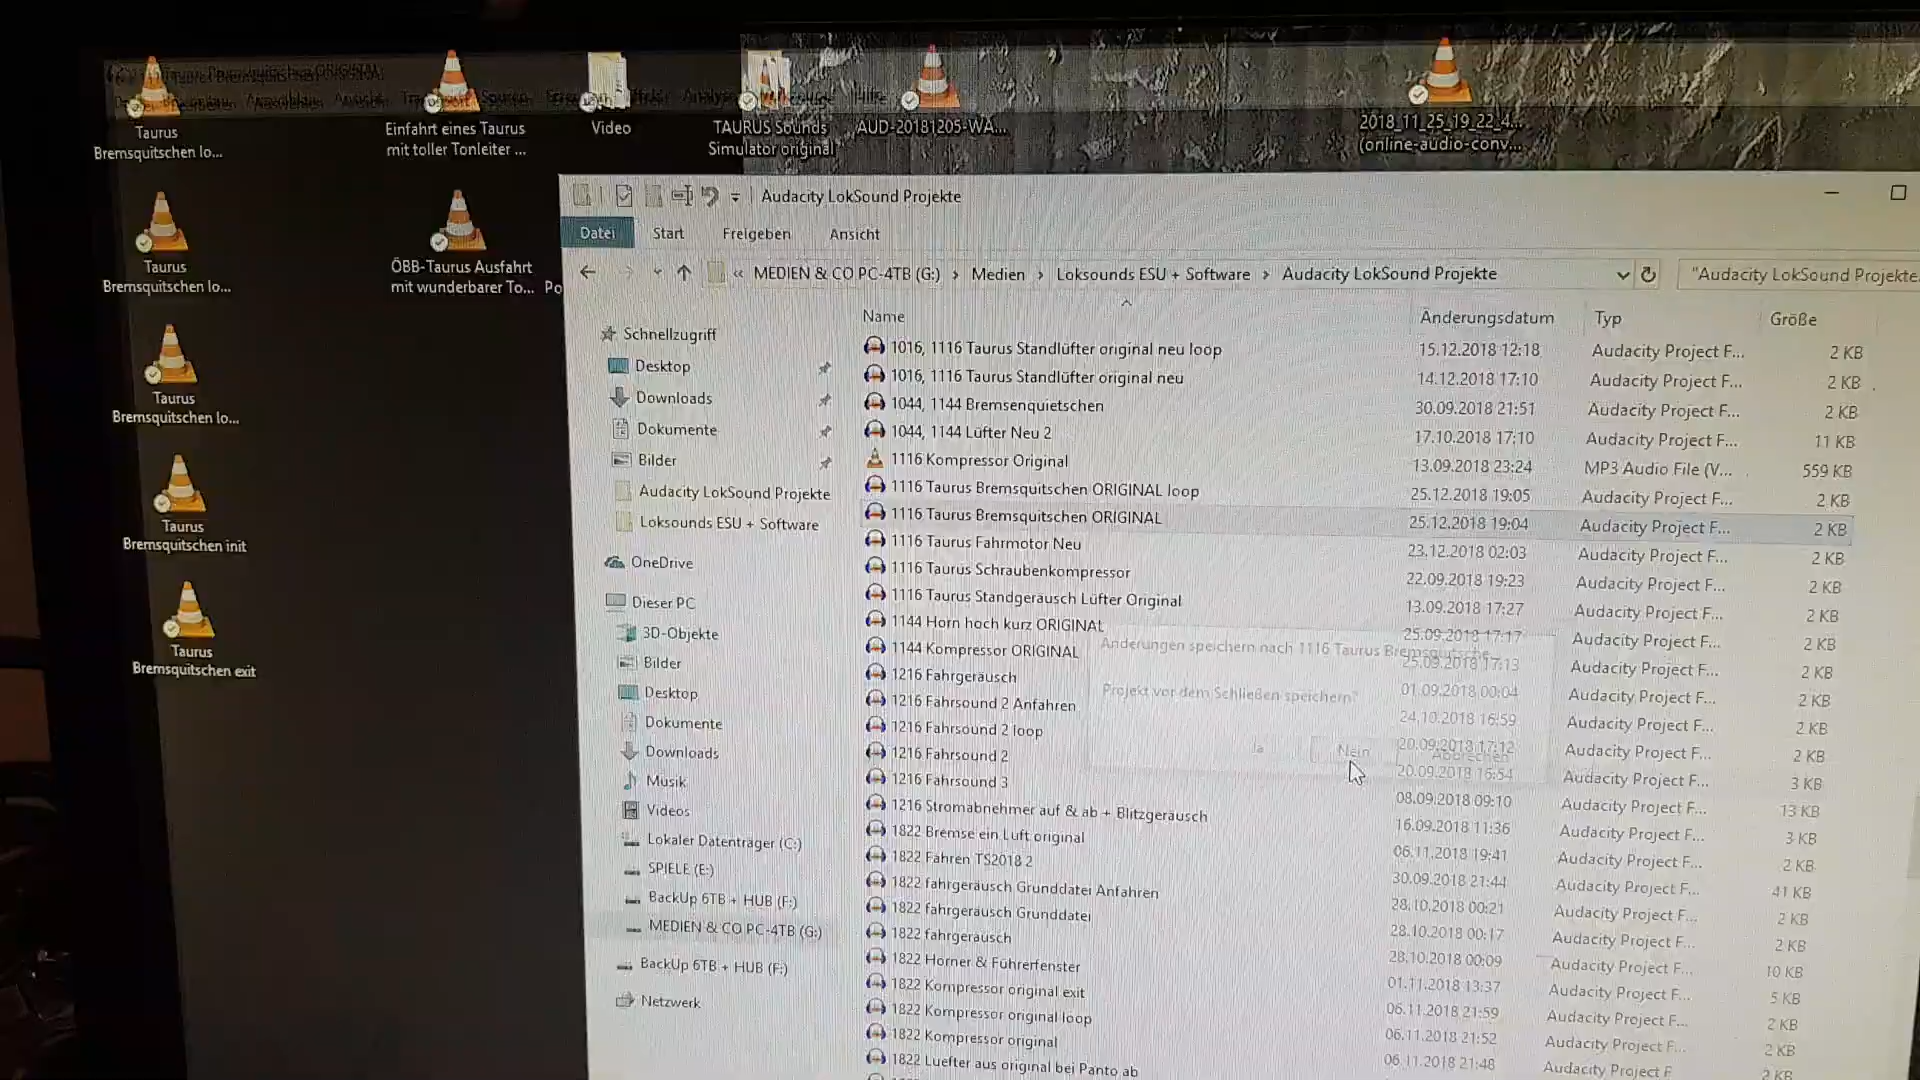 Taurus
Bremsquitschen lo...
Einfahrt eines Taurus
mit toller Tonleiter ...
Video
TAURUS Sounds
Simulator original
AUD-20181205-WA...
2018_11_25_19_22_4...
(online-audio-conv...
Taurus
Bremsquitschen lo...
ÖBB-Taurus Ausfahrt
mit wunderbarer To...
Po
Taurus
Bremsquitschen lo...
Taurus
Bremsquitschen init
Taurus
Bremsquitschen exit
Audacity LokSound Projekte
Datei Start Freigeben Ansicht
« MEDIEN & CO PC-4TB (G:) > Medien > Loksounds ESU + Software > Audacity LokSound Projekte
"Audacity LokSound Projekte
Schnellzugriff
Desktop
Downloads
Dokumente
Bilder
Audacity LokSound Projekte
Loksounds ESU + Software
OneDrive
Dieser PC
3D-Objekte
Bilder
Desktop
Dokumente
Downloads
Musik
Videos
Lokaler Datenträger (C:)
SPIELE (E:)
BackUp 6TB + HUB (F:)
MEDIEN & CO PC-4TB (G:)
BackUp 6TB + HUB (F:)
Netzwerk
Name Änderungsdatum Typ Größe
1016, 1116 Taurus Standlüfter original neu loop 15.12.2018 12:18 Audacity Project F... 2 KB
1016, 1116 Taurus Standlüfter original neu 14.12.2018 17:10 Audacity Project F... 2 KB
1044, 1144 Bremsenquietschen 30.09.2018 21:51 Audacity Project F... 2 KB
1044, 1144 Lüfter Neu 2 17.10.2018 17:10 Audacity Project F... 11 KB
1116 Kompressor Original 13.09.2018 23:24 MP3 Audio File (V... 559 KB
1116 Taurus Bremsquitschen ORIGINAL loop 25.12.2018 19:05 Audacity Project F... 2 KB
1116 Taurus Bremsquitschen ORIGINAL 25.12.2018 19:04 Audacity Project F... 2 KB
1116 Taurus Fahrmotor Neu 23.12.2018 02:03 Audacity Project F... 2 KB
1116 Taurus Schraubenkompressor 22.09.2018 19:23 Audacity Project F... 2 KB
1116 Taurus Standgeräusch Lüfter Original 13.09.2018 17:27 Audacity Project F... 2 KB
1144 Horn hoch kurz ORIGINAL 25.09.2018 17:17 Audacity Project F... 2 KB
1144 Kompressor ORIGINAL 25.09.2018 17:13 Audacity Project F... 2 KB
1216 Fahrgeräusch 01.09.2018 00:04 Audacity Project F... 2 KB
1216 Fahrsound 2 Anfahren 24.10.2018 16:59 Audacity Project F... 2 KB
1216 Fahrsound 2 loop 20.09.2018 17:12 Audacity Project F... 2 KB
1216 Fahrsound 2 20.09.2018 16:54 Audacity Project F... 3 KB
1216 Fahrsound 3 08.09.2018 09:10 Audacity Project F... 13 KB
1216 Stromabnehmer auf & ab + Blitzgeräusch 16.09.2018 11:36 Audacity Project F... 3 KB
1822 Bremse ein Luft original 06.11.2018 19:41 Audacity Project F... 2 KB
1822 Fahren TS2018 2 30.09.2018 21:44 Audacity Project F... 41 KB
1822 fahrgeräusch Grunddatei Anfahren 28.10.2018 00:21 Audacity Project F... 2 KB
1822 fahrgeräusch Grunddatei 28.10.2018 00:17 Audacity Project F... 2 KB
1822 fahrgeräusch 28.10.2018 00:09 Audacity Project F... 10 KB
1822 Hörner & Führerfenster 01.11.2018 13:37 Audacity Project F... 5 KB
1822 Kompressor original exit 06.11.2018 21:59 Audacity Project F... 2 KB
1822 Kompressor original loop 06.11.2018 21:52 Audacity Project F... 2 KB
1822 Kompressor original 06.11.2018 21:48 Audacity Project F 2 KB
1822 Luefter aus original bei Panto ab
Änderungen speichern nach 1116 Taurus Bremsquitsche...
Projekt vor dem Schließen speichern?
Ja Nein Abbrechen